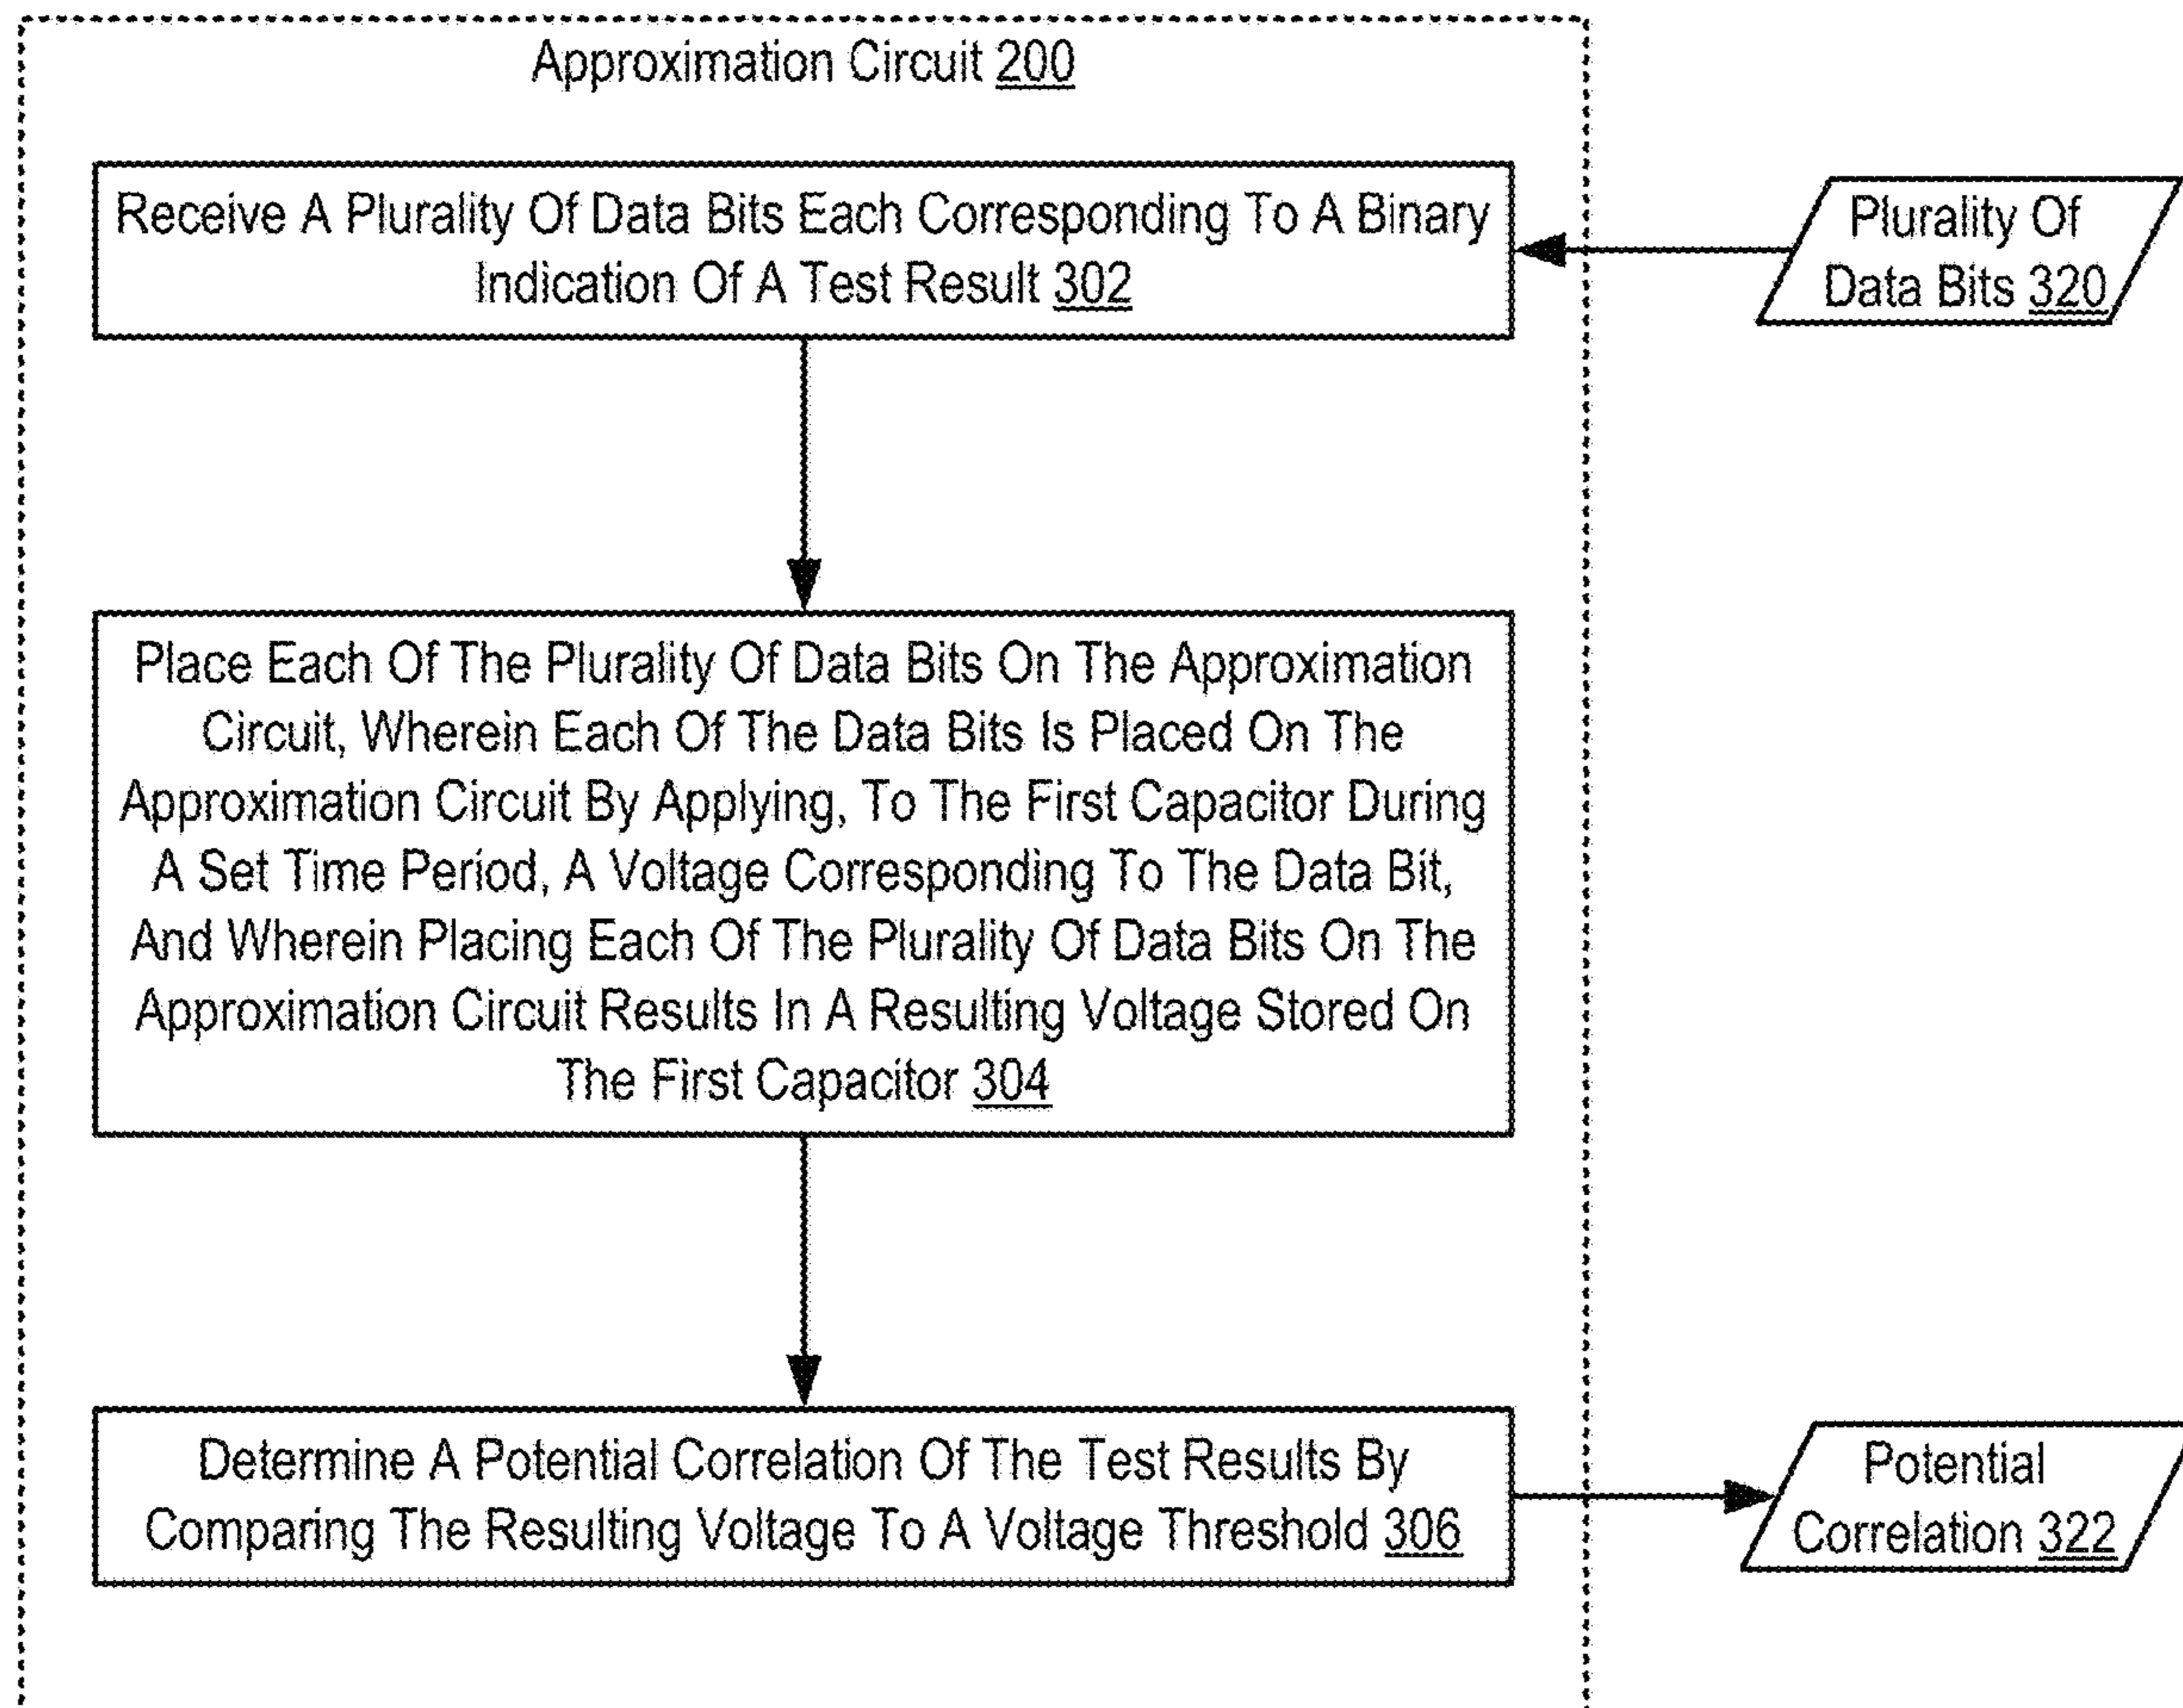 Approximation Circuit 200
Receive A Plurality Of Data Bits Each Corresponding To A Binary
Indication Of A Test Result 302
Plurality Of
Data Bits 320
Place Each Of The Plurality Of Data Bits On The Approximation
Circuit, Wherein Each Of The Data Bits Is Placed On The
Approximation Circuit By Applying, To The First Capacitor During
A Set Time Period, A Voltage Corresponding To The Data Bit,
And Wherein Placing Each Of The Plurality Of Data Bits On The
Approximation Circuit Results In A Resulting Voltage Stored On
The First Capacitor 304
Determine A Potential Correlation Of The Test Results By
Comparing The Resulting Voltage To A Voltage Threshold 306
Potential
Correlation 322